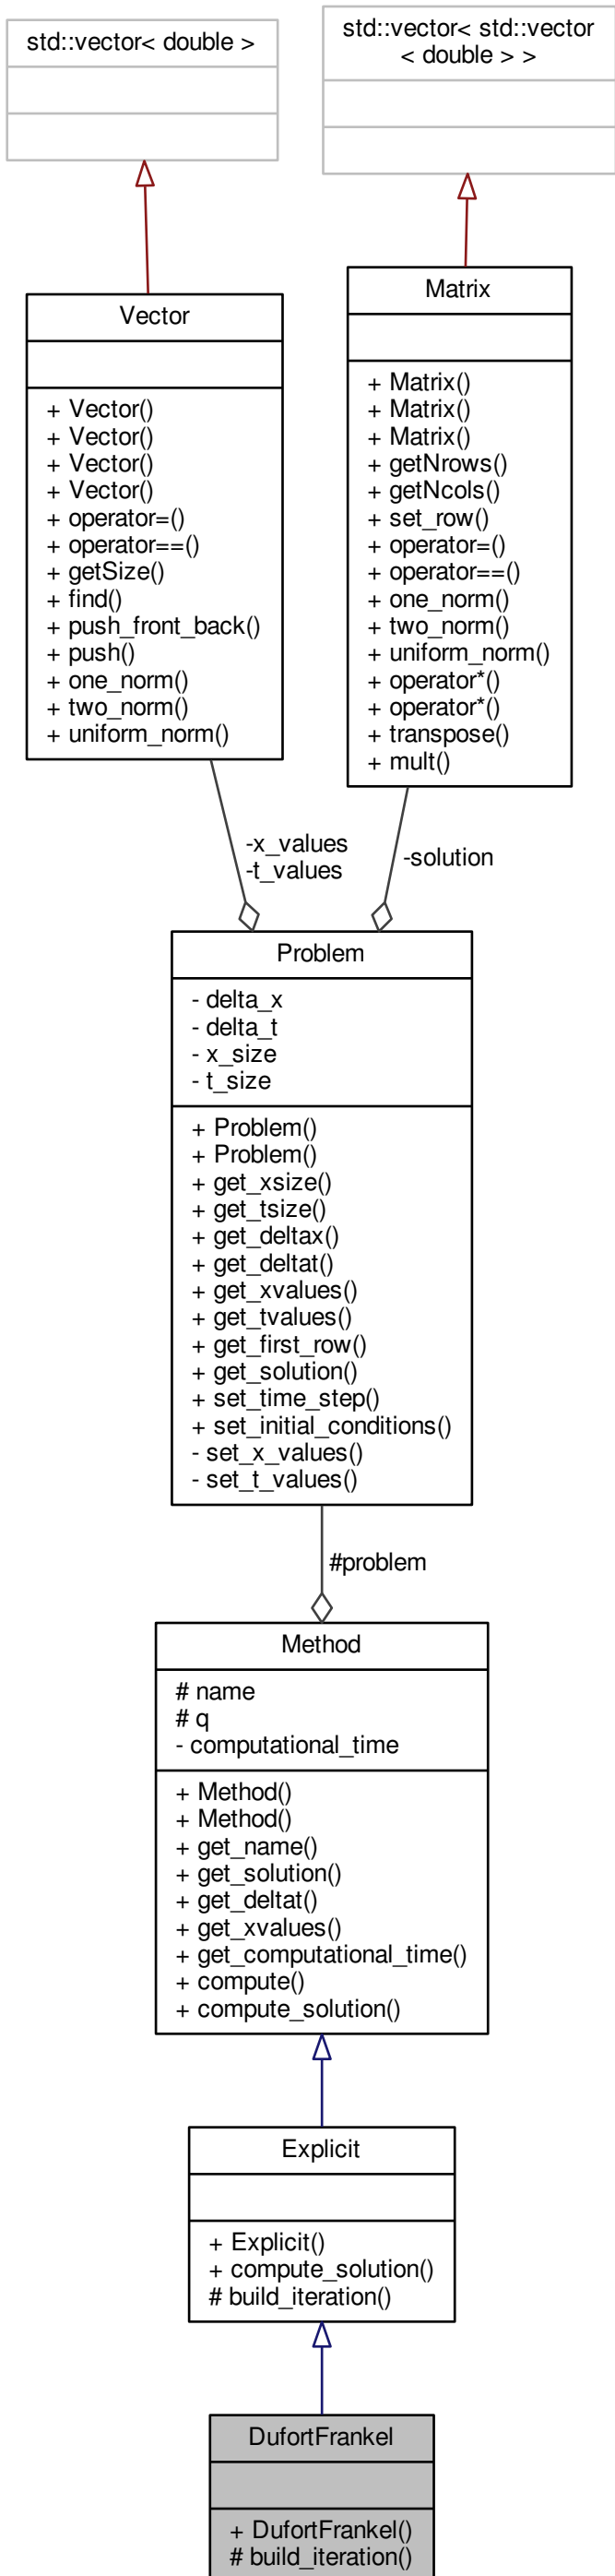 std::vector< double >
std::vector< std::vector
< double > >
Vector
+ Vector()
+ Vector()
+ Vector()
+ Vector()
+ operator=()
+ operator==()
+ getSize()
+ find()
+ push_front_back()
+ push()
+ one_norm()
+ two_norm()
+ uniform_norm()
Matrix
+ Matrix()
+ Matrix()
+ Matrix()
+ getNrows()
+ getNcols()
+ set_row()
+ operator=()
+ operator==()
+ one_norm()
+ two_norm()
+ uniform_norm()
+ operator*()
+ operator*()
+ transpose()
+ mult()
-x_values
-t_values
-solution
Problem
- delta_x
- delta_t
- x_size
- t_size
+ Problem()
+ Problem()
+ get_xsize()
+ get_tsize()
+ get_deltax()
+ get_deltat()
+ get_xvalues()
+ get_tvalues()
+ get_first_row()
+ get_solution()
+ set_time_step()
+ set_initial_conditions()
- set_x_values()
- set_t_values()
#problem
Method
# name
# q
- computational_time
+ Method()
+ Method()
+ get_name()
+ get_solution()
+ get_deltat()
+ get_xvalues()
+ get_computational_time()
+ compute()
+ compute_solution()
Explicit
+ Explicit()
+ compute_solution()
# build_iteration()
DufortFrankel
+ DufortFrankel()
# build_iteration()